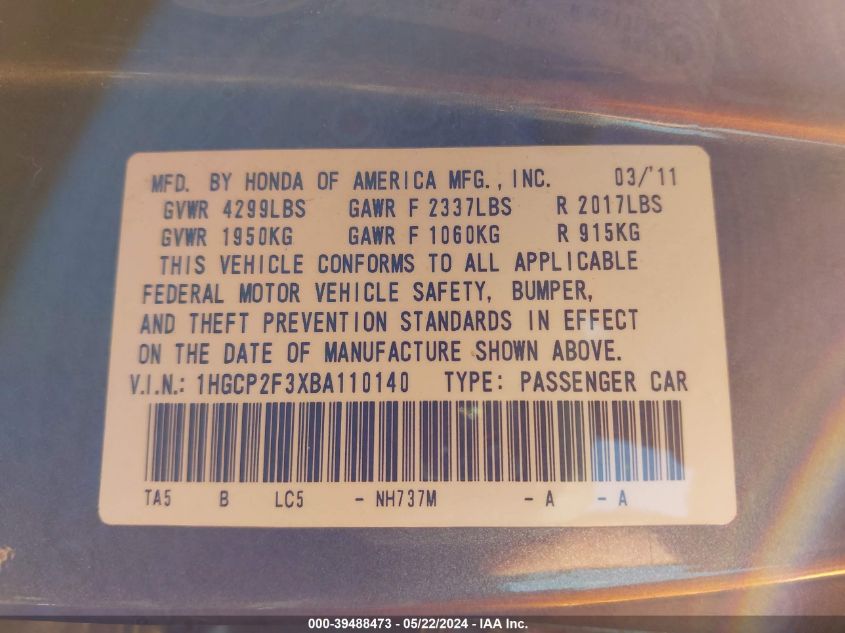 MFD. BY HONDA OF AMERICA MFG., INC. 03/'11
GVWR 4299LBS GAWR F 2337LBS R 2017LBS
GVWR 1950KG GAWR F 1060KG R 915KG
THIS VEHICLE CONFORMS TO ALL APPLICABLE
FEDERAL MOTOR VEHICLE SAFETY, BUMPER,
AND THEFT PREVENTION STANDARDS IN EFFECT
ON THE DATE OF MANUFACTURE SHOWN ABOVE.
V.I.N.: 1HGCP2F3XBA110140 TYPE: PASSENGER CAR
TA5 B LC5 - NH737M - A - A
000-39488473 - 05/22/2024 - IAA Inc.